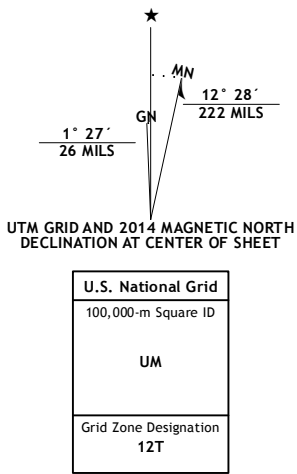 ★
MN
GN
12° 28´
222 MILS
1° 27´
26 MILS
UTM GRID AND 2014 MAGNETIC NORTH
DECLINATION AT CENTER OF SHEET
U.S. National Grid
100,000-m Square ID
UM
Grid Zone Designation
12T